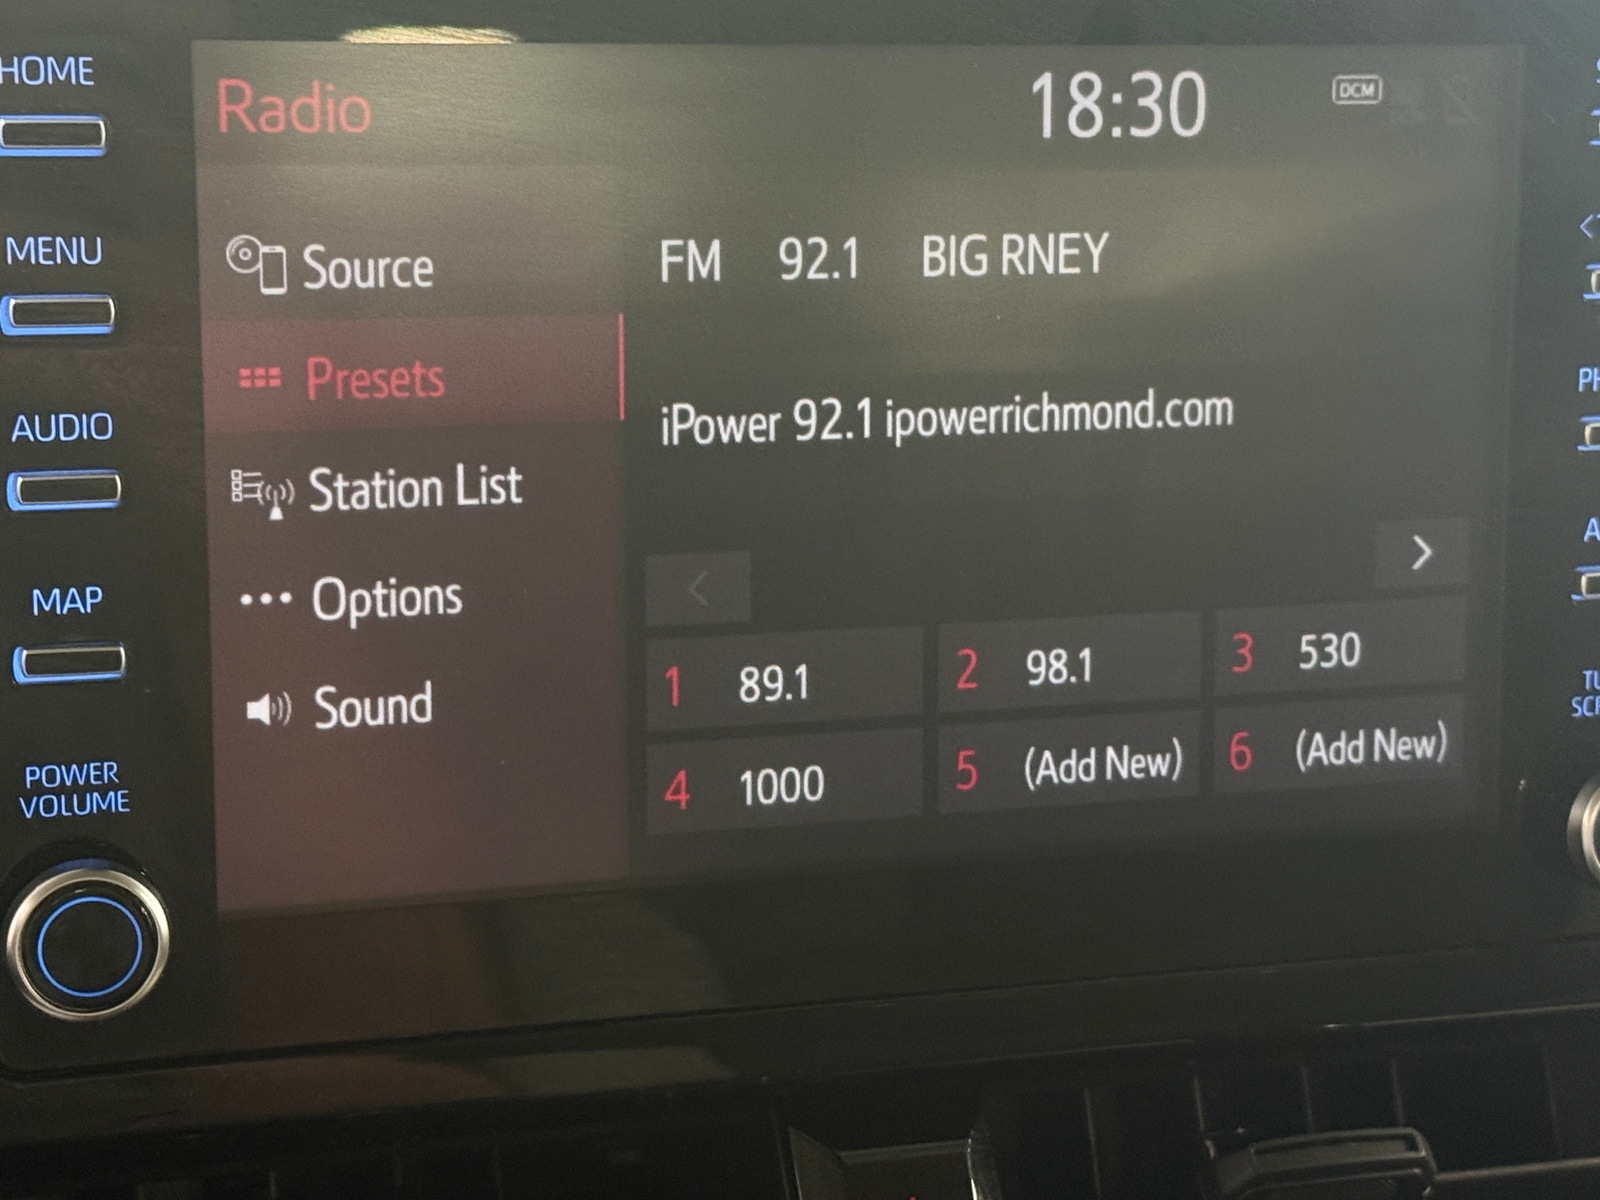 HOME
MENU
AUDIO
MAP
POWER
VOLUME
Radio
18:30
DCM
Source
Presets
Station List
Options
Sound
FM 92.1 BIG RNEY
iPower 92.1 ipowerrichmond.com
1 89.1
2 98.1
3 530
4 1000
5 (Add New)
6 (Add New)